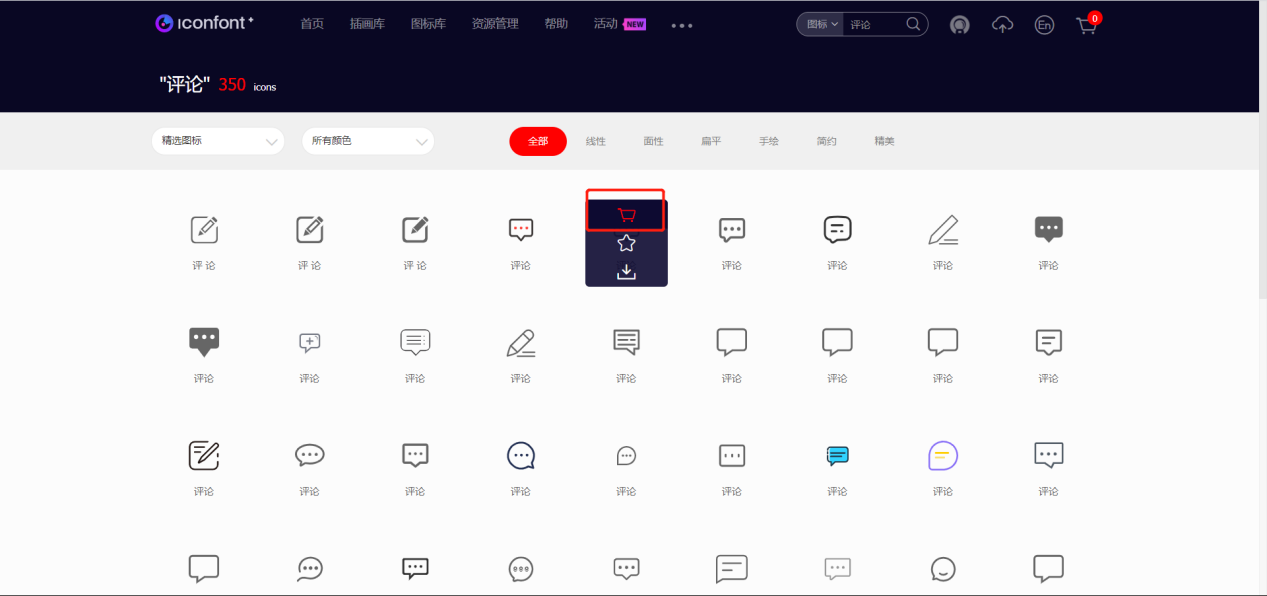 iconfont+ 首页 插画库 图标库 资源管理 帮助 活动 NEW 图标 评论 En 0
"评论" 350 icons
精选图标 所有颜色 全部 线性 面性 扁平 手绘 简约 精美
评 论 评 论 评 论 评论 评论 评论 评论 评论
评论 评论 评论 评论 评论 评论 评论 评论 评论
评论 评论 评论 评论 评论 评论 评论 评论 评论